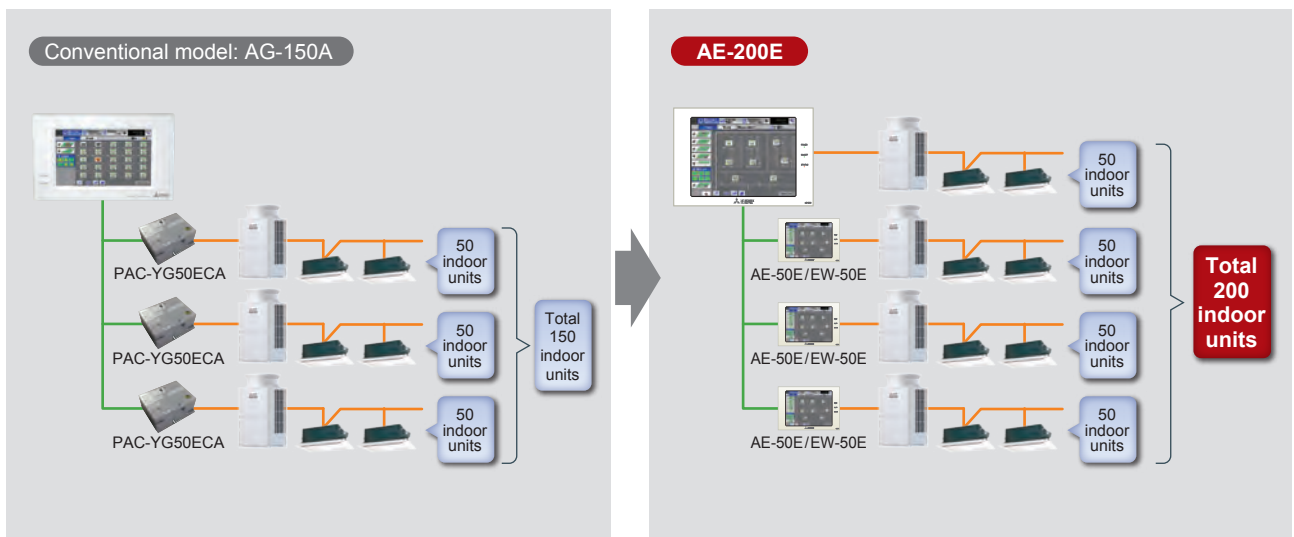 Conventional model: AG-150A
PAC-YG50ECA
50
indoor
units
PAC-YG50ECA
50
indoor
units
PAC-YG50ECA
50
indoor
units
Total
150
indoor
units
AE-200E
50
indoor
units
AE-50E/EW-50E
50
indoor
units
AE-50E/EW-50E
50
indoor
units
AE-50E/EW-50E
50
indoor
units
Total
200
indoor
units